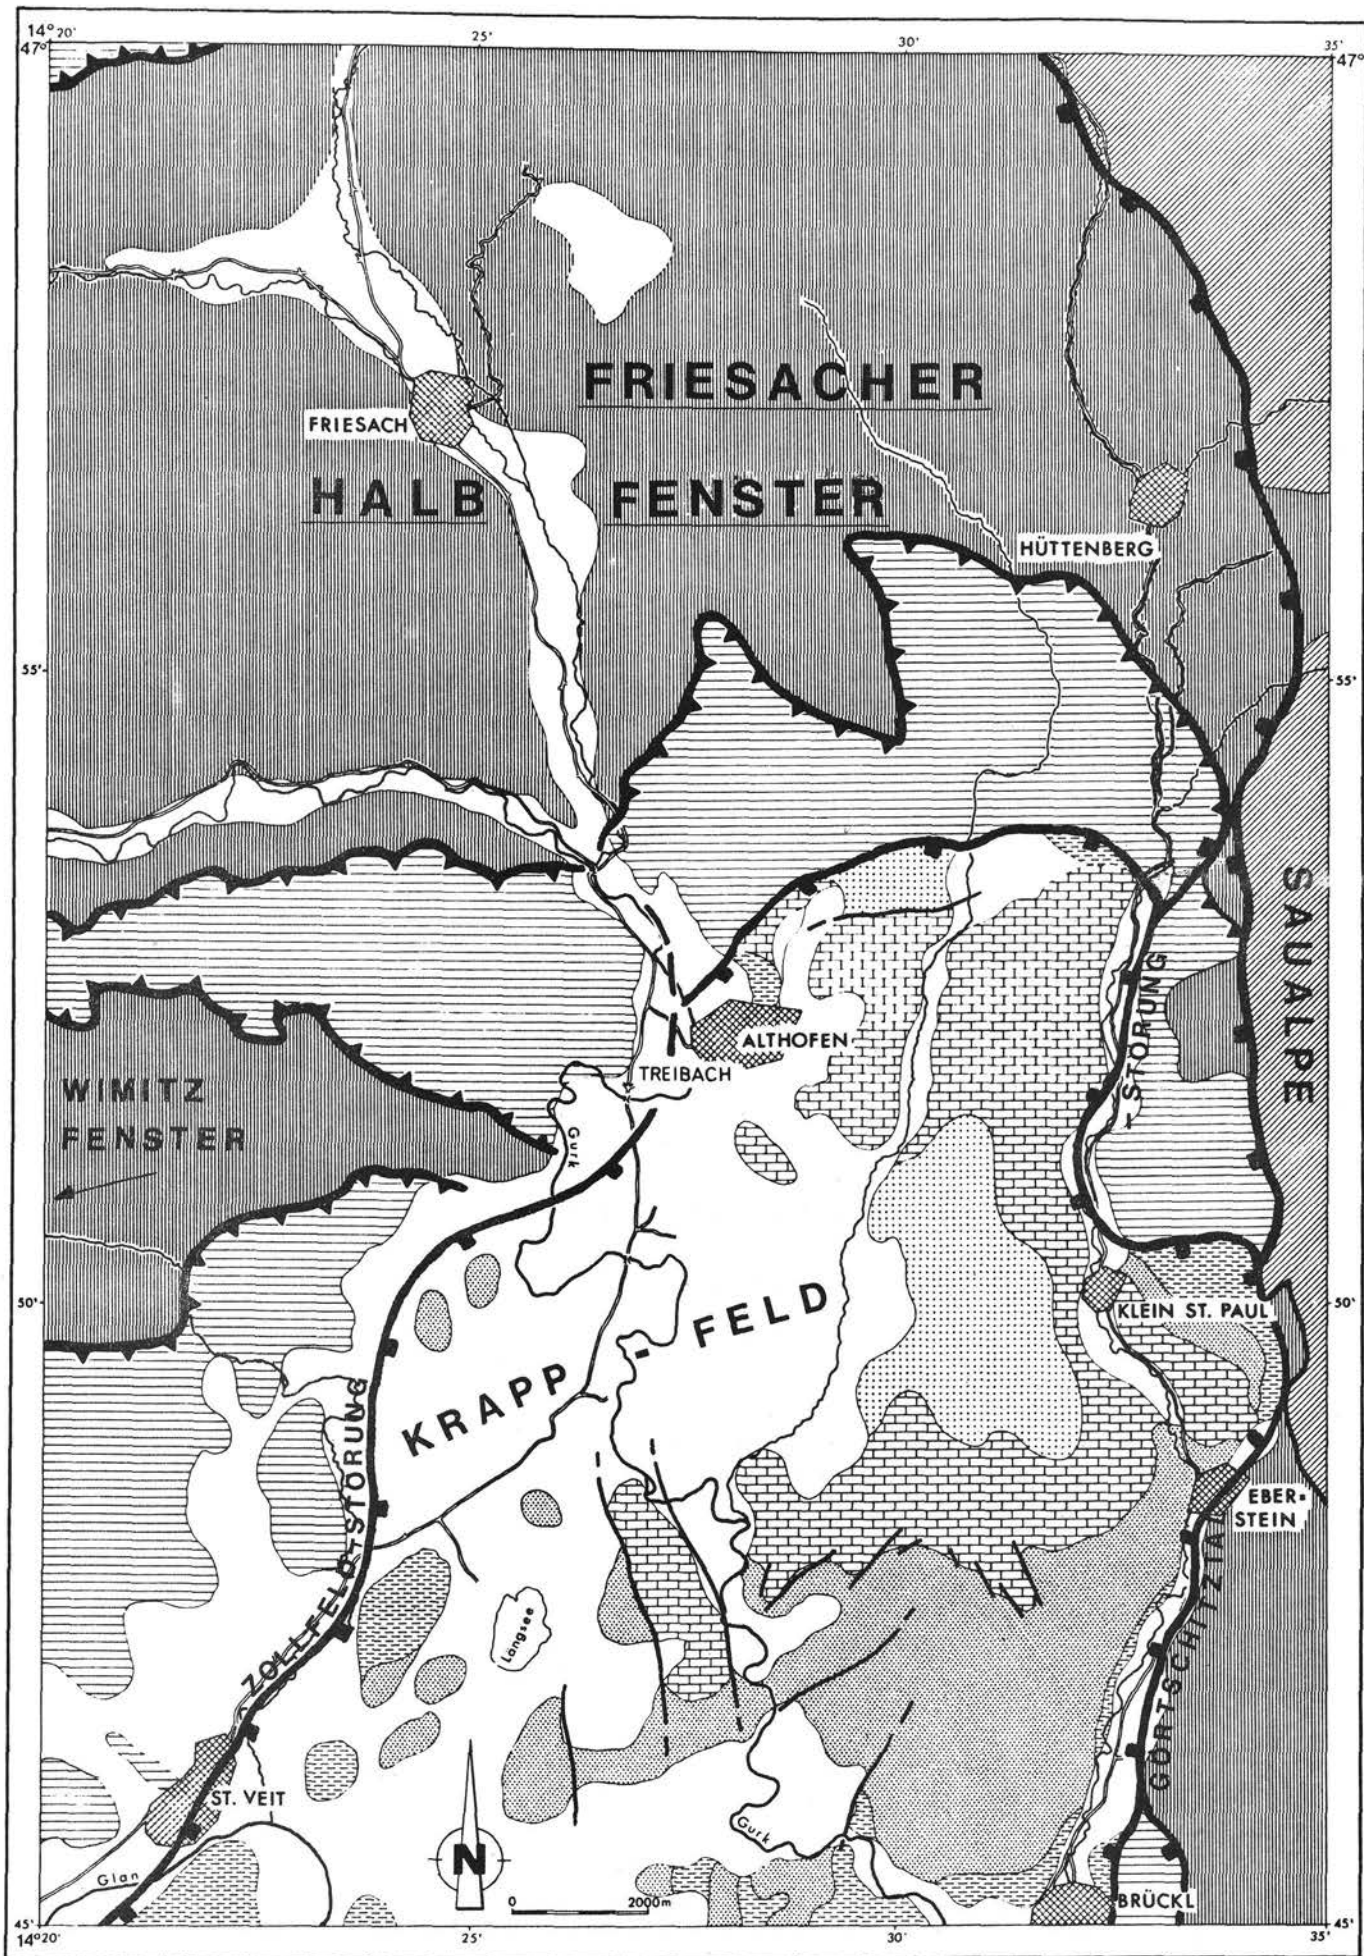 14° 20'
25'
30'
35'
47°
47°
FRIESACHER
FRIESACH
HALB FENSTER
HÜTTENBERG
55'
55'
SAUALPE
-STÖRUNG
ALTHOFEN
TREIBACH
WIMITZ
FENSTER
Gurk
50'
50'
KLEIN ST. PAUL
KRAPP - FELD
EBER-
STEIN
ZOLLFELD-STÖRUNG
Längsee
GÖRTSCHITZTAL
ST. VEIT
Gurk
N
Glan
0 2000m
BRÜCKL
45'
45'
14° 20'
25'
30'
35'